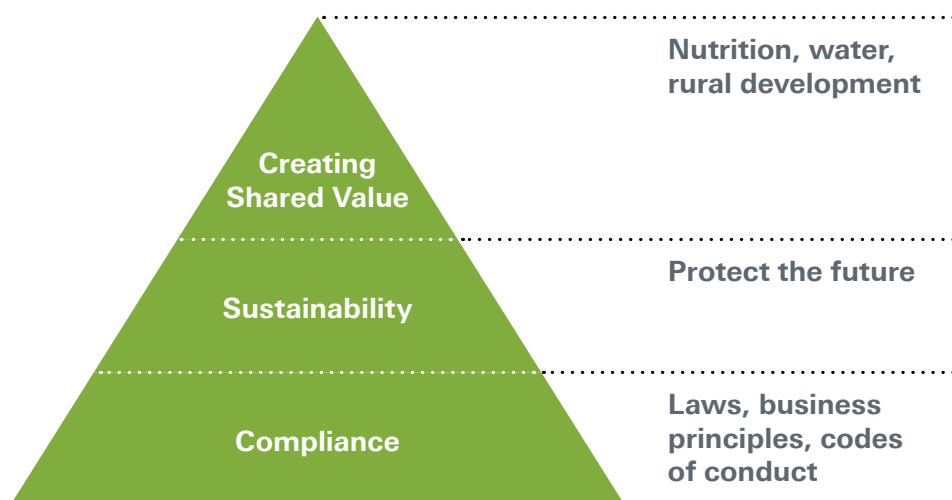 Nutrition, water,
rural development
Creating
Shared Value
Protect the future
Sustainability
Laws, business
principles, codes
of conduct
Compliance